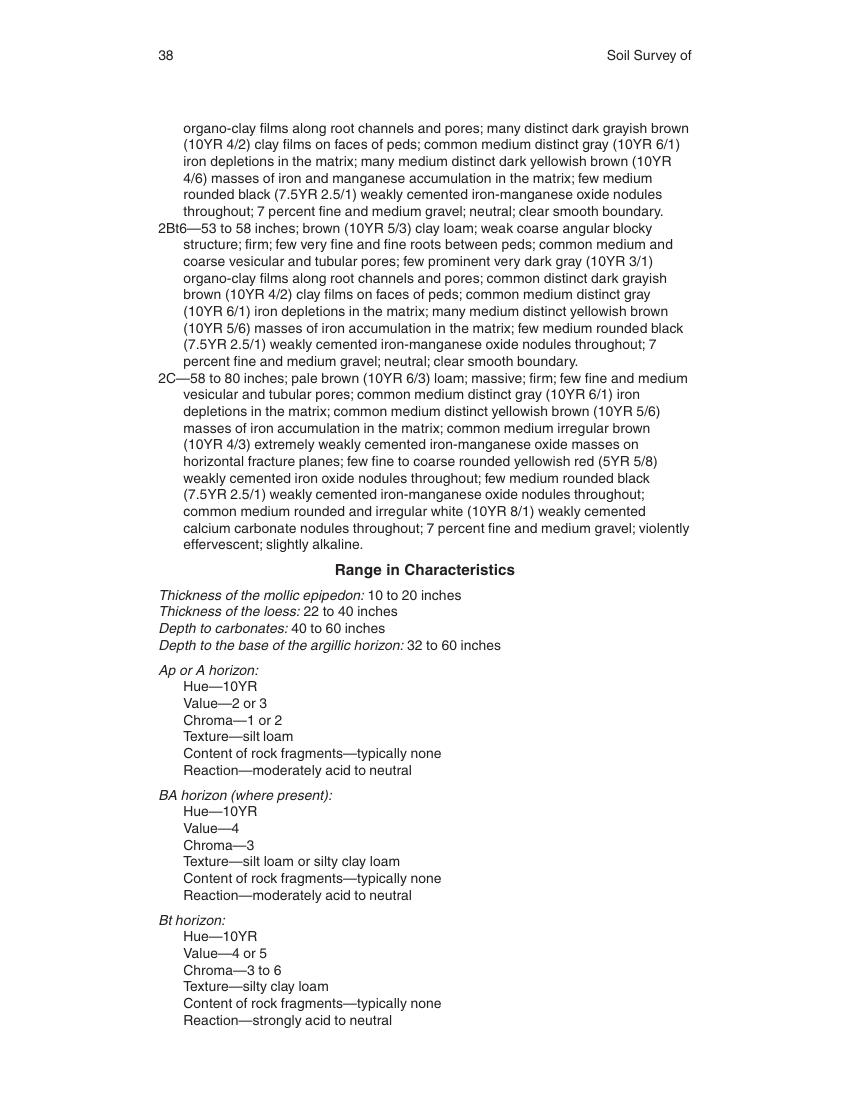 38
Soil Survey of
organo-clay films along root channels and pores; many distinct dark grayish brown
(10YR 4/2) clay films on faces of peds; common medium distinct gray (10YR 6/1)
iron depletions in the matrix; many medium distinct dark yellowish brown (10YR
4/6) masses of iron and manganese accumulation in the matrix; few medium
rounded black (7.5YR 2.5/1) weakly cemented iron-manganese oxide nodules
throughout; 7 percent fine and medium gravel; neutral; clear smooth boundary.
2Bt6—53 to 58 inches; brown (10YR 5/3) clay loam; weak coarse angular blocky
structure; firm; few very fine and fine roots between peds; common medium and
coarse vesicular and tubular pores; few prominent very dark gray (10YR 3/1)
organo-clay films along root channels and pores; common distinct dark grayish
brown (10YR 4/2) clay films on faces of peds; common medium distinct gray
(10YR 6/1) iron depletions in the matrix; many medium distinct yellowish brown
(10YR 5/6) masses of iron accumulation in the matrix; few medium rounded black
(7.5YR 2.5/1) weakly cemented iron-manganese oxide nodules throughout; 7
percent fine and medium gravel; neutral; clear smooth boundary.
2C—58 to 80 inches; pale brown (10YR 6/3) loam; massive; firm; few fine and medium
vesicular and tubular pores; common medium distinct gray (10YR 6/1) iron
depletions in the matrix; common medium distinct yellowish brown (10YR 5/6)
masses of iron accumulation in the matrix; common medium irregular brown
(10YR 4/3) extremely weakly cemented iron-manganese oxide masses on
horizontal fracture planes; few fine to coarse rounded yellowish red (5YR 5/8)
weakly cemented iron oxide nodules throughout; few medium rounded black
(7.5YR 2.5/1) weakly cemented iron-manganese oxide nodules throughout;
common medium rounded and irregular white (10YR 8/1) weakly cemented
calcium carbonate nodules throughout; 7 percent fine and medium gravel; violently
effervescent; slightly alkaline.
Range in Characteristics
Thickness of the mollic epipedon: 10 to 20 inches
Thickness of the loess: 22 to 40 inches
Depth to carbonates: 40 to 60 inches
Depth to the base of the argillic horizon: 32 to 60 inches
Ap or A horizon:
Hue—10YR
Value—2 or 3
Chroma—1 or 2
Texture—silt loam
Content of rock fragments—typically none
Reaction—moderately acid to neutral
BA horizon (where present):
Hue—10YR
Value—4
Chroma—3
Texture—silt loam or silty clay loam
Content of rock fragments—typically none
Reaction—moderately acid to neutral
Bt horizon:
Hue—10YR
Value—4 or 5
Chroma—3 to 6
Texture—silty clay loam
Content of rock fragments—typically none
Reaction—strongly acid to neutral